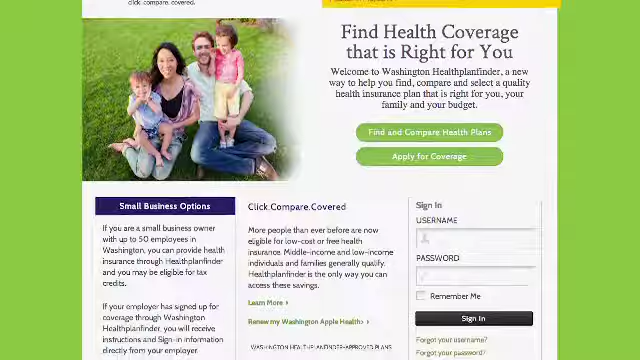 click. compare. covered.
Find Health Coverage
that is Right for You
Welcome to Washington Healthplanfinder, a new
way to help you find, compare and select a quality
health insurance plan that is right for you, your
family and your budget.
Find and Compare Health Plans
Apply for Coverage
Small Business Options
If you are a small business owner
with up to 50 employees in
Washington, you can provide health
insurance through Healthplanfinder
and you may be eligible for tax
credits.
If your employer has signed up for
coverage through Washington
Healthplanfinder, you will receive
instructions and Sign-in information
directly from your employer.
Click.Compare.Covered
More people than ever before are now
eligible for low-cost or free health
insurance. Middle-income and low-income
individuals and families generally qualify.
Healthplanfinder is the only way you can
access these savings.
Learn More >
Renew my Washington Apple Health>
WASHINGTON HEALTHPLANFINDER-APPROVED PLANS
Sign In
USERNAME
PASSWORD
Remember Me
Sign In
Forgot your username?
Forgot your password?